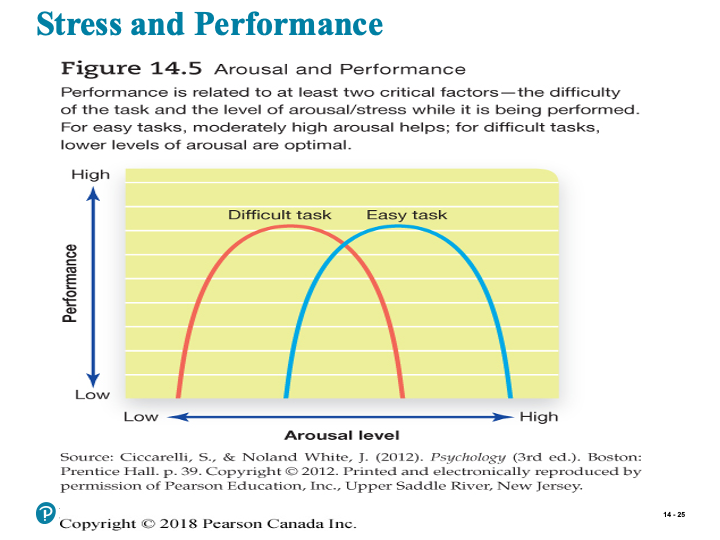 Stress and Performance
Figure 14.5 Arousal and Performance
Performance is related to at least two critical factors—the difficulty
of the task and the level of arousal/stress while it is being performed.
For easy tasks, moderately high arousal helps; for difficult tasks,
lower levels of arousal are optimal.
High
Difficult task Easy task
Performance
Low
Low High
Arousal level
Source: Ciccarelli, S., & Noland White, J. (2012). Psychology (3rd ed.). Boston:
Prentice Hall. p. 39. Copyright © 2012. Printed and electronically reproduced by
permission of Pearson Education, Inc., Upper Saddle River, New Jersey.
P
Copyright © 2018 Pearson Canada Inc.
14 - 25